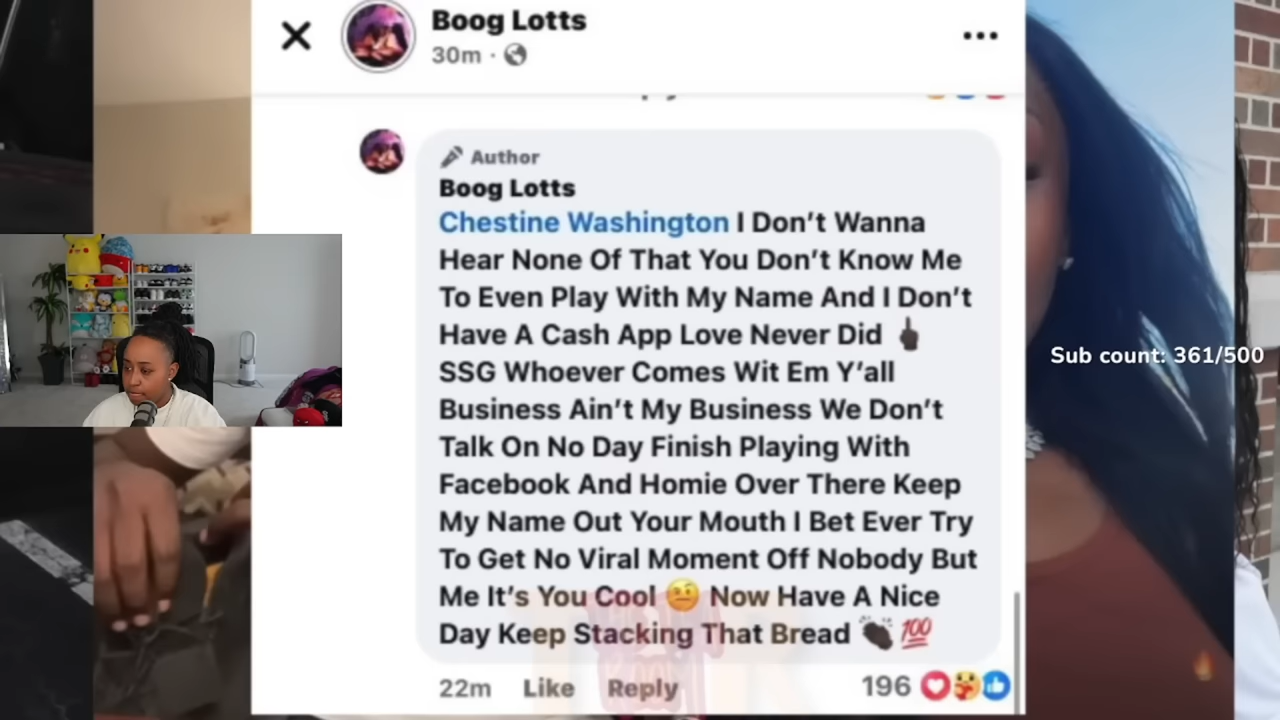 Boog Lotts
30m ·
Author
Boog Lotts
Chestine Washington I Don't Wanna
Hear None Of That You Don't Know Me
To Even Play With My Name And I Don't
Have A Cash App Love Never Did 🖕🏿
SSG Whoever Comes Wit Em Y'all
Business Ain't My Business We Don't
Talk On No Day Finish Playing With
Facebook And Homie Over There Keep
My Name Out Your Mouth I Bet Ever Try
To Get No Viral Moment Off Nobody But
Me It's You Cool 🤨 Now Have A Nice
Day Keep Stacking That Bread 👏🏿 💯
22m Like Reply 196
Sub count: 361/500